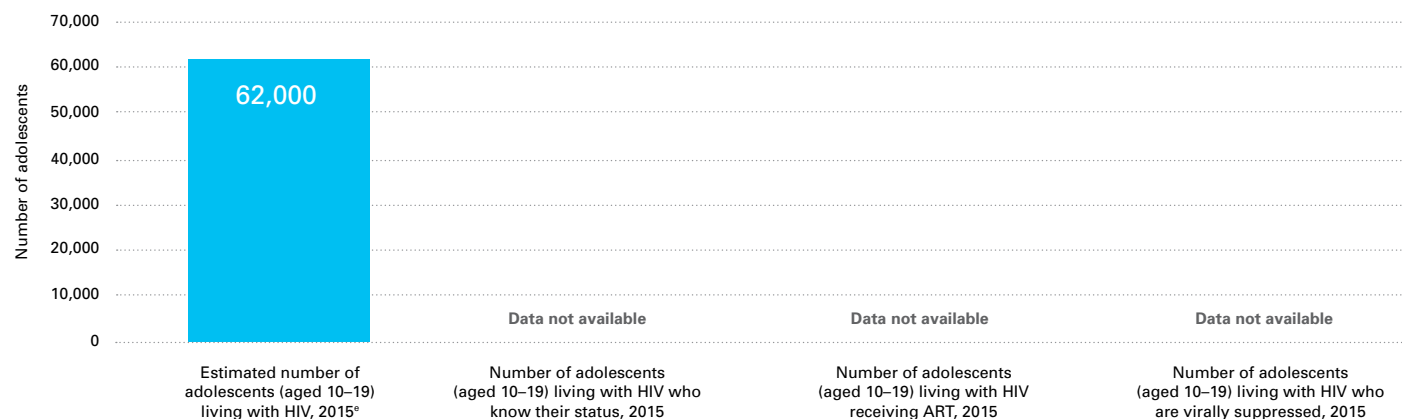 Number of adolescents
70,000
60,000
50,000
40,000
30,000
20,000
10,000
0
62,000
Data not available
Data not available
Data not available
Estimated number of
adolescents (aged 10–19)
living with HIV, 2015ᵉ
Number of adolescents
(aged 10–19) living with HIV who
know their status, 2015
Number of adolescents
(aged 10–19) living with HIV
receiving ART, 2015
Number of adolescents
(aged 10–19) living with HIV who
are virally suppressed, 2015